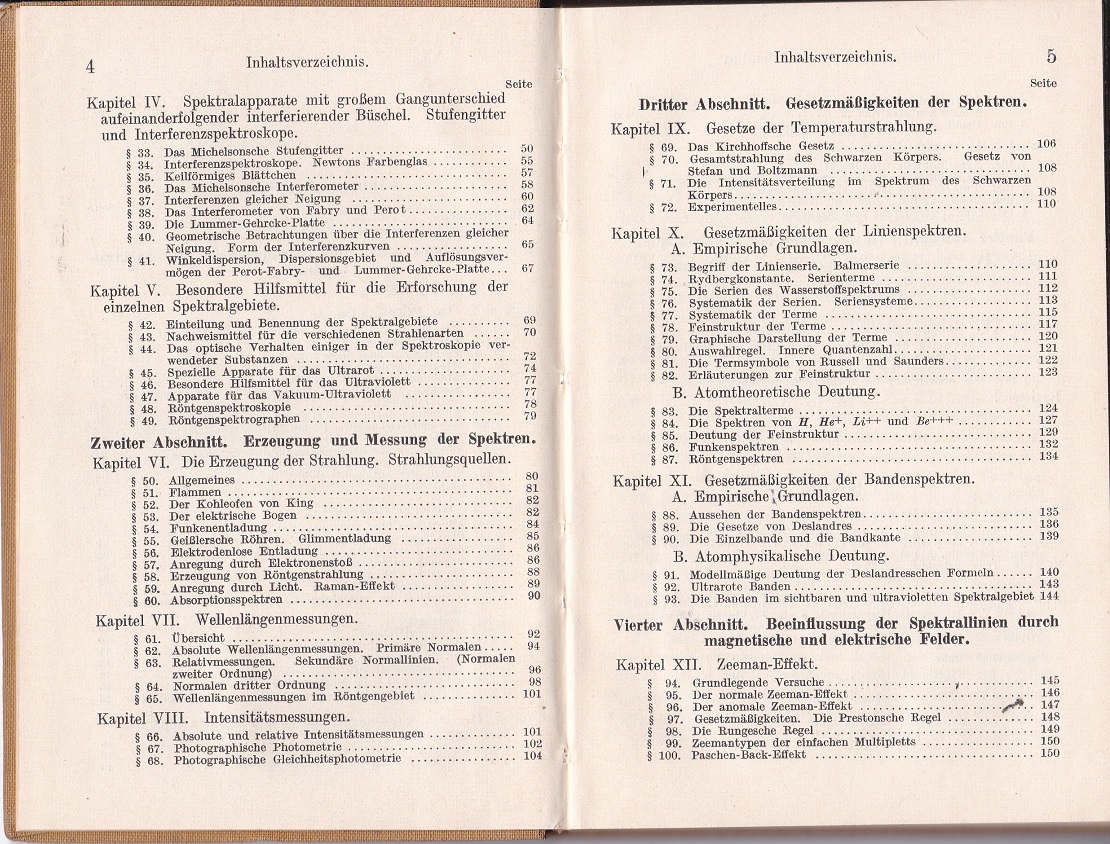 4
Inhaltsverzeichnis.
Seite
Kapitel IV. Spektralapparate mit großem Gangunterschied
aufeinanderfolgender interferierender Büschel. Stufengitter
und Interferenzspektroskope.
§ 33. Das Michelsonsche Stufengitter ........ 50
§ 34. Interferenzspektroskope. Newtons Farbenglas ........ 55
§ 35. Keilförmiges Blättchen ........ 57
§ 36. Das Michelsonsche Interferometer ........ 58
§ 37. Interferenzen gleicher Neigung ........ 60
§ 38. Das Interferometer von Fabry und Perot ........ 62
§ 39. Die Lummer-Gehrcke-Platte ........ 64
§ 40. Geometrische Betrachtungen über die Interferenzen gleicher
Neigung. Form der Interferenzkurven ........ 65
§ 41. Winkeldispersion, Dispersionsgebiet und Auflösungsver-
mögen der Perot-Fabry- und Lummer-Gehrcke-Platte... 67
Kapitel V. Besondere Hilfsmittel für die Erforschung der
einzelnen Spektralgebiete.
§ 42. Einteilung und Benennung der Spektralgebiete ........ 69
§ 43. Nachweismittel für die verschiedenen Strahlenarten ........ 70
§ 44. Das optische Verhalten einiger in der Spektroskopie ver-
wendeter Substanzen ........ 72
§ 45. Spezielle Apparate für das Ultrarot ........ 74
§ 46. Besondere Hilfsmittel für das Ultraviolett ........ 77
§ 47. Apparate für das Vakuum-Ultraviolett ........ 77
§ 48. Röntgenspektroskopie ........ 78
§ 49. Röntgenspektrographen ........ 79
Zweiter Abschnitt. Erzeugung und Messung der Spektren.
Kapitel VI. Die Erzeugung der Strahlung. Strahlungsquellen.
§ 50. Allgemeines ........ 80
§ 51. Flammen ........ 81
§ 52. Der Kohleofen von King ........ 82
§ 53. Der elektrische Bogen ........ 82
§ 54. Funkenentladung ........ 84
§ 55. Geißlersche Röhren. Glimmentladung ........ 85
§ 56. Elektrodenlose Entladung ........ 86
§ 57. Anregung durch Elektronenstoß ........ 86
§ 58. Erzeugung von Röntgenstrahlung ........ 88
§ 59. Anregung durch Licht. Raman-Effekt ........ 89
§ 60. Absorptionsspektren ........ 90
Kapitel VII. Wellenlängenmessungen.
§ 61. Übersicht ........ 92
§ 62. Absolute Wellenlängenmessungen. Primäre Normalen..... 94
§ 63. Relativmessungen. Sekundäre Normallinien. (Normalen
zweiter Ordnung) ........ 96
§ 64. Normalen dritter Ordnung ........ 98
§ 65. Wellenlängenmessungen im Röntgengebiet ........ 101
Kapitel VIII. Intensitätsmessungen.
§ 66. Absolute und relative Intensitätsmessungen ........ 101
§ 67. Photographische Photometrie ........ 102
§ 68. Photographische Gleichheitsphotometrie ........ 104
Inhaltsverzeichnis.
5
Seite
Dritter Abschnitt. Gesetzmäßigkeiten der Spektren.
Kapitel IX. Gesetze der Temperaturstrahlung.
§ 69. Das Kirchhoffsche Gesetz ........ 106
§ 70. Gesamtstrahlung des Schwarzen Körpers. Gesetz von
Stefan und Boltzmann ........ 108
§ 71. Die Intensitätsverteilung im Spektrum des Schwarzen
Körpers........ 108
§ 72. Experimentelles........ 110
Kapitel X. Gesetzmäßigkeiten der Linienspektren.
A. Empirische Grundlagen.
§ 73. Begriff der Linienserie. Balmerserie ........ 110
§ 74. Rydbergkonstante. Serienterme ........ 111
§ 75. Die Serien des Wasserstoffspektrums ........ 112
§ 76. Systematik der Serien. Seriensysteme........ 113
§ 77. Systematik der Terme ........ 115
§ 78. Feinstruktur der Terme ........ 117
§ 79. Graphische Darstellung der Terme ........ 120
§ 80. Auswahlregel. Innere Quantenzahl........ 121
§ 81. Die Termsymbole von Russell und Saunders........ 122
§ 82. Erläuterungen zur Feinstruktur ........ 123
B. Atomtheoretische Deutung.
§ 83. Die Spektralterme ........ 124
§ 84. Die Spektren von H, He+, Li++ und Be+++ ........ 127
§ 85. Deutung der Feinstruktur ........ 129
§ 86. Funkenspektren ........ 132
§ 87. Röntgenspektren ........ 134
Kapitel XI. Gesetzmäßigkeiten der Bandenspektren.
A. Empirische Grundlagen.
§ 88. Aussehen der Bandenspektren........ 135
§ 89. Die Gesetze von Deslandres ........ 136
§ 90. Die Einzelbande und die Bandkante ........ 139
B. Atomphysikalische Deutung.
§ 91. Modellmäßige Deutung der Deslandresschen Formeln...... 140
§ 92. Ultrarote Banden ........ 143
§ 93. Die Banden im sichtbaren und ultravioletten Spektralgebiet 144
Vierter Abschnitt. Beeinflussung der Spektrallinien durch
magnetische und elektrische Felder.
Kapitel XII. Zeeman-Effekt.
§ 94. Grundlegende Versuche ........ 145
§ 95. Der normale Zeeman-Effekt ........ 146
§ 96. Der anomale Zeeman-Effekt ........ 147
§ 97. Gesetzmäßigkeiten. Die Prestonsche Regel ........ 148
§ 98. Die Rungesche Regel ........ 149
§ 99. Zeemantypen der einfachen Multipletts ........ 150
§ 100. Paschen-Back-Effekt ........ 150